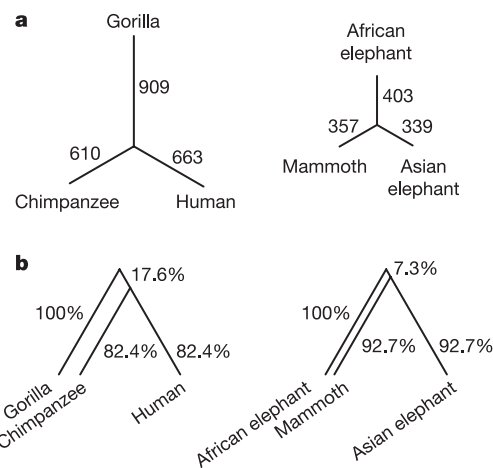 a
Gorilla
909
610
663
Chimpanzee
Human
African
elephant
403
357
339
Mammoth
Asian
elephant
b
17.6%
100%
82.4%
82.4%
Gorilla
Chimpanzee
Human
7.3%
100%
92.7%
92.7%
African elephant
Mammoth
Asian elephant